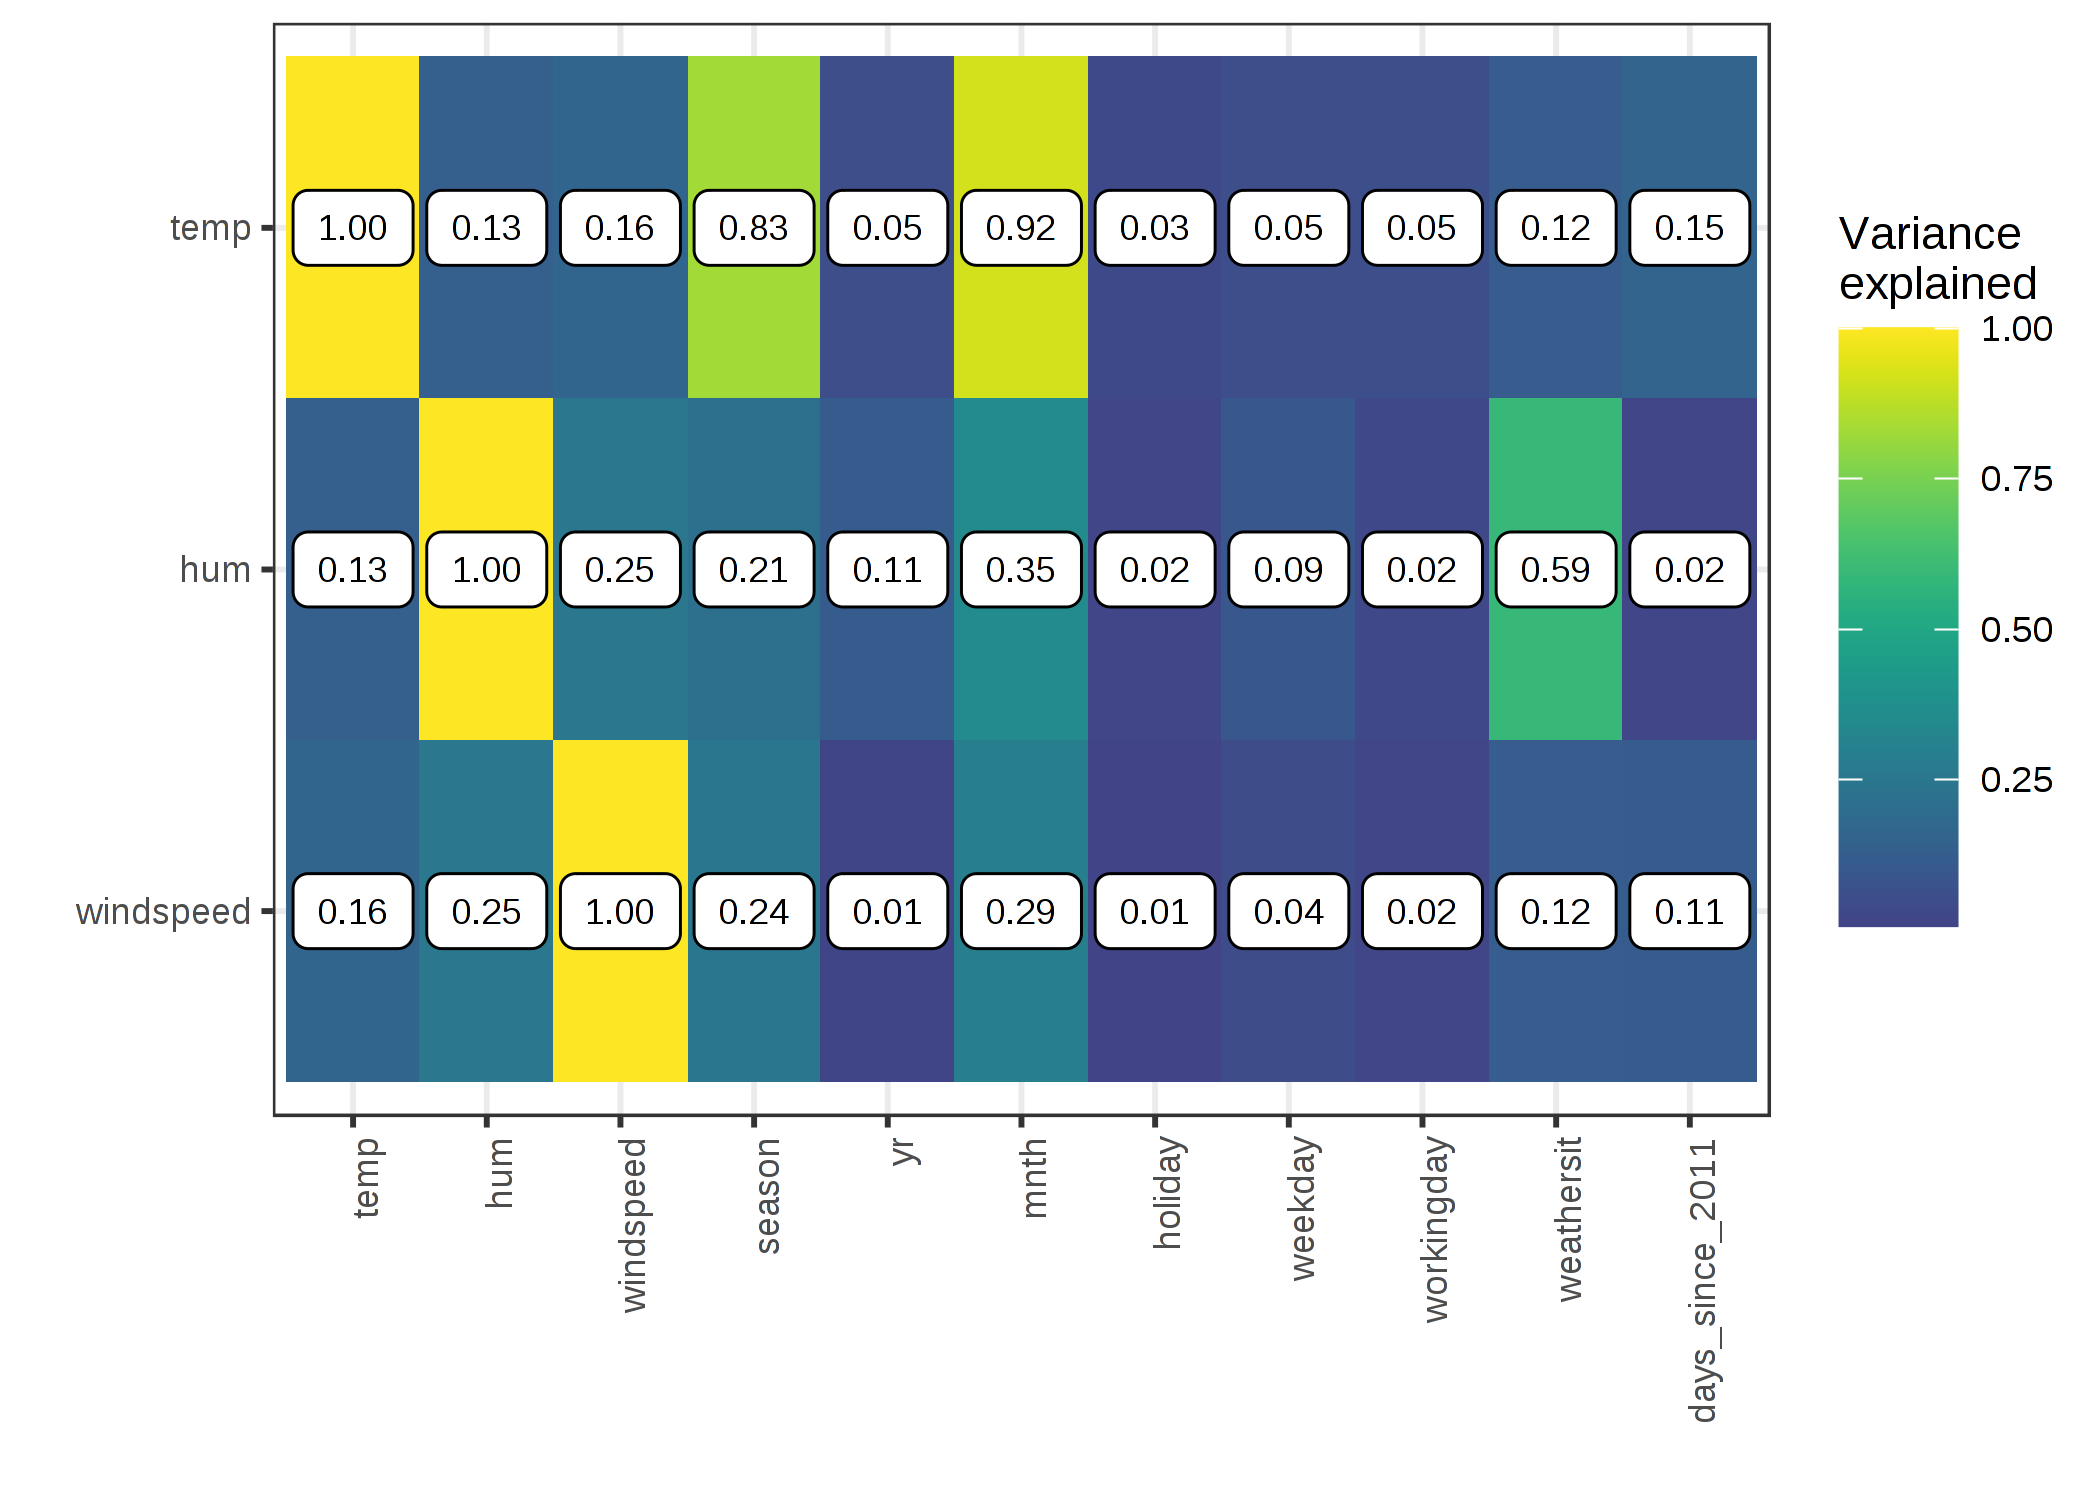 temp 1.00 0.13 0.16 0.83 0.05 0.92 0.03 0.05 0.05 0.12 0.15
hum 0.13 1.00 0.25 0.21 0.11 0.35 0.02 0.09 0.02 0.59 0.02
windspeed 0.16 0.25 1.00 0.24 0.01 0.29 0.01 0.04 0.02 0.12 0.11
temp
hum
windspeed
season
yr
mnth
holiday
weekday
workingday
weathersit
days_since_2011
Variance
explained
1.00
0.75
0.50
0.25